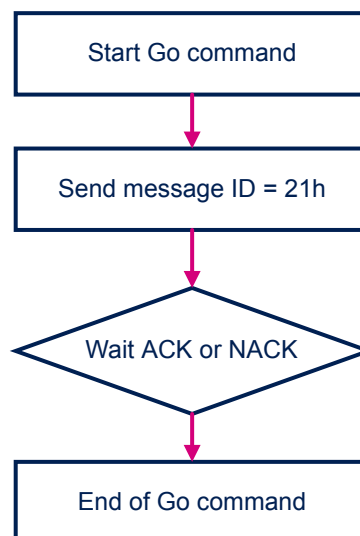 Start Go command
Send message ID = 21h
Wait ACK or NACK
End of Go command